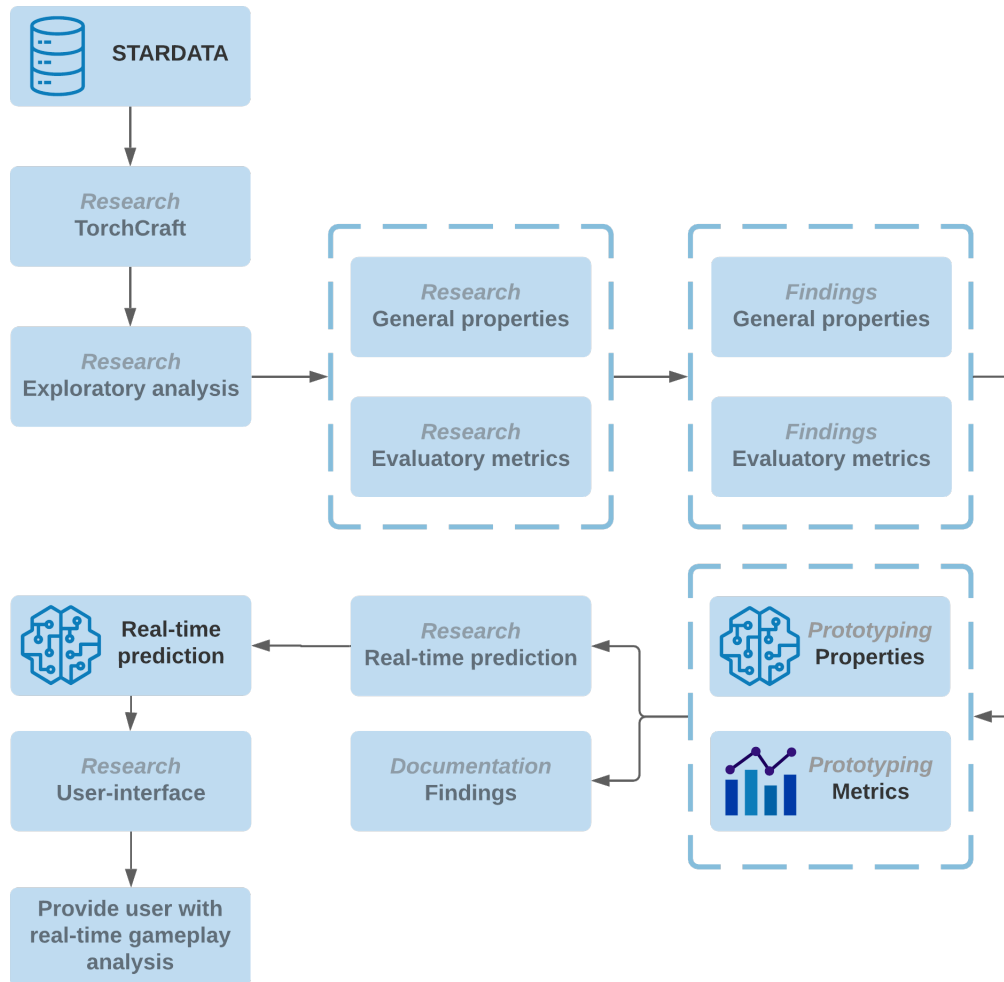 STARDATA
Research
TorchCraft
Research
Exploratory analysis
Research
General properties
Research
Evaluatory metrics
Findings
General properties
Findings
Evaluatory metrics
Prototyping
Properties
Prototyping
Metrics
Research
Real-time prediction
Documentation
Findings
Real-time
prediction
Research
User-interface
Provide user with
real-time gameplay
analysis